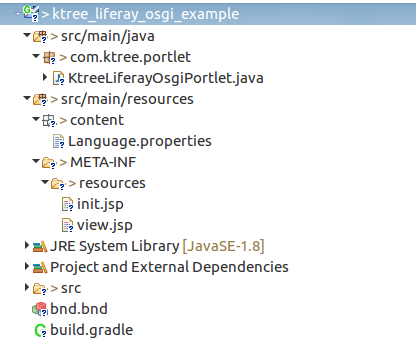 > ktree_liferay_osgi_example
> src/main/java
> com.ktree.portlet
KtreeLiferayOsgiPortlet.java
> src/main/resources
> content
Language.properties
> META-INF
> resources
init.jsp
view.jsp
JRE System Library [JavaSE-1.8]
Project and External Dependencies
> src
bnd.bnd
build.gradle